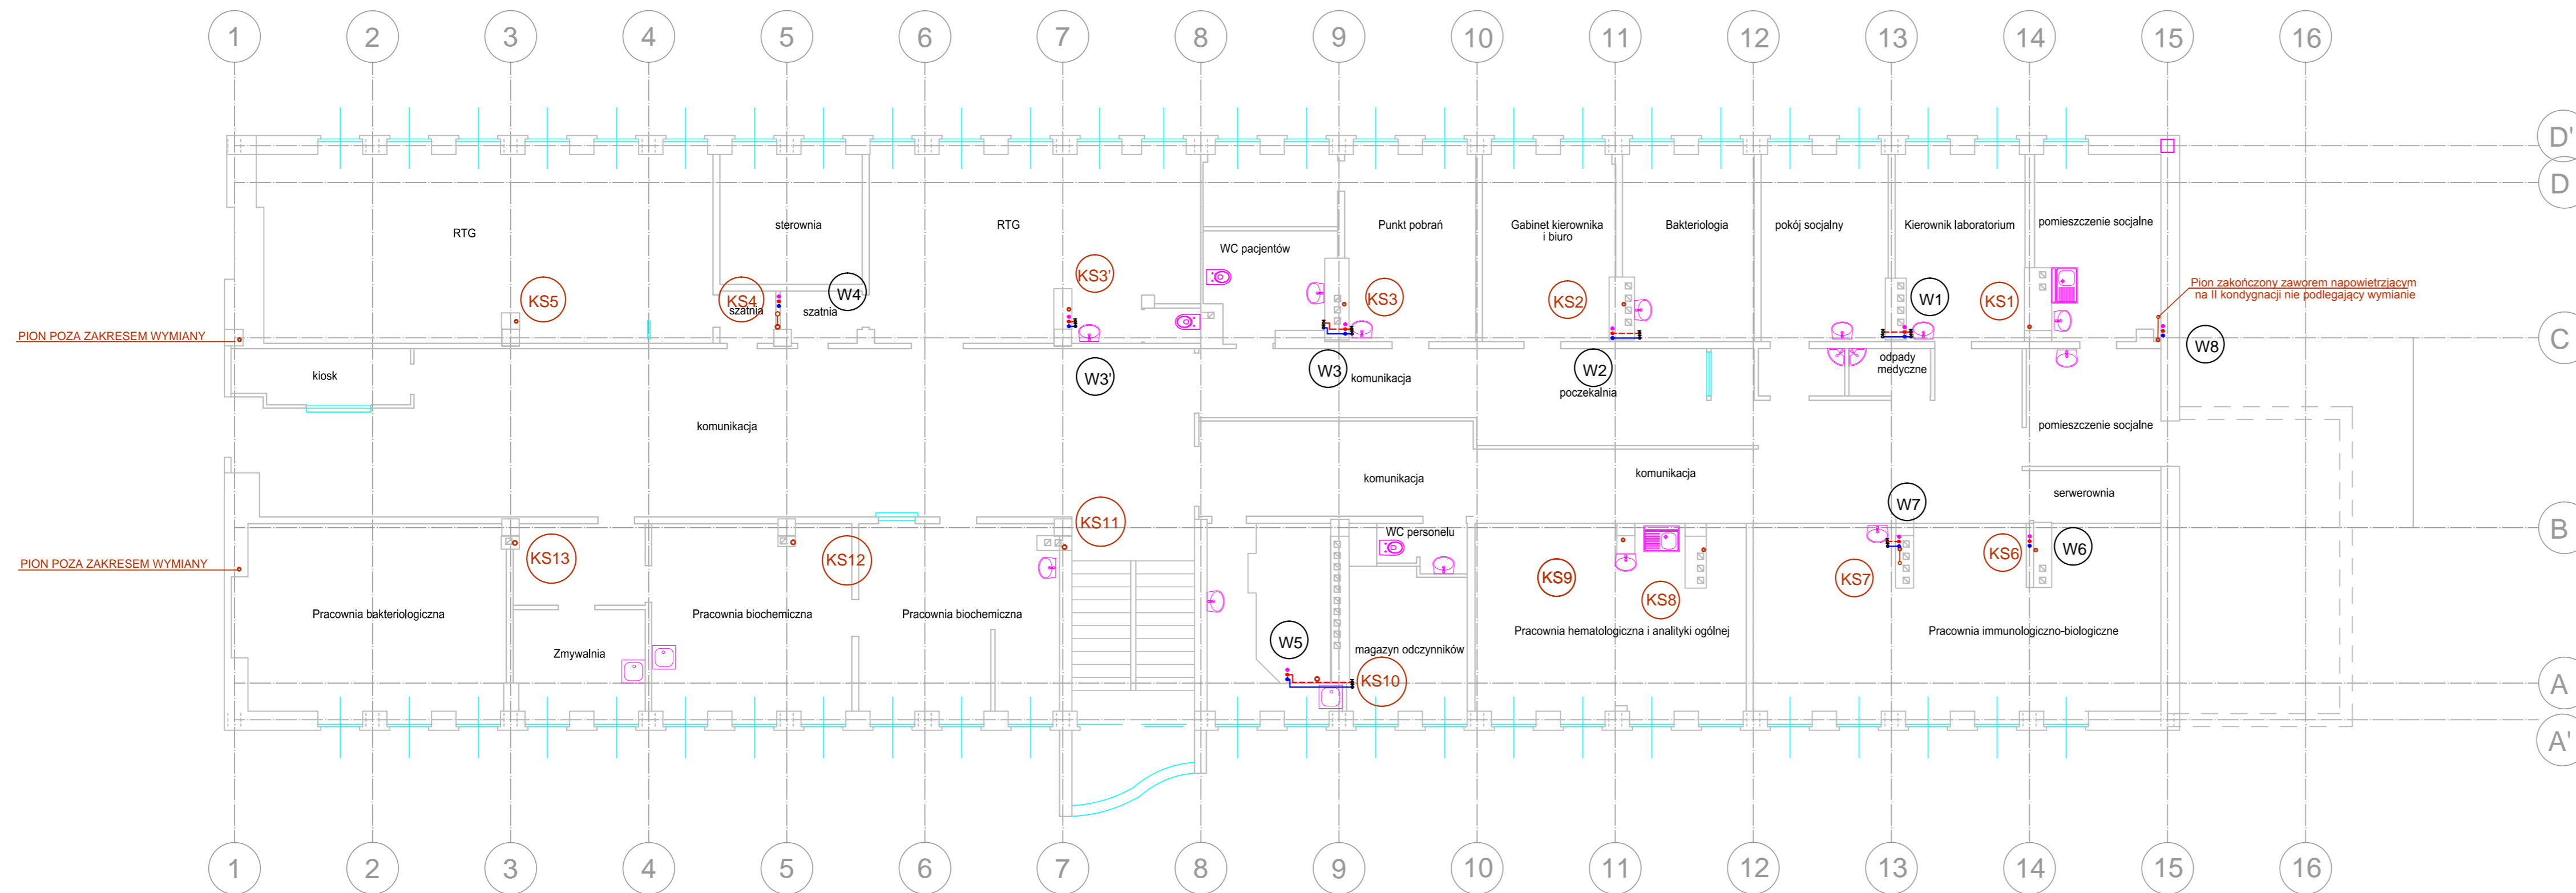 1 2 3 4 5 6 7 8 9 10 11 12 13 14 15 16
D'
D
RTG
sterownia
RTG
WC pacjentów
Punkt pobrań
Gabinet kierownika
i biuro
Bakteriologia
pokój socjalny
Kierownik laboratorium
pomieszczenie socjalne
KS5
KS4
szatnia
szatnia
W4
KS3'
KS3
KS2
W1
KS1
Pion zakończony zaworem napowietrzającym
na II kondygnacji nie podlegający wymianie
PION POZA ZAKRESEM WYMIANY
C
W8
kiosk
W3'
W3
komunikacja
W2
poczekalnia
odpady
medyczne
komunikacja
pomieszczenie socjalne
komunikacja
komunikacja
serwerownia
W7
KS11
B
WC personelu
KS13
KS12
KS9
KS8
KS7
KS6
W6
PION POZA ZAKRESEM WYMIANY
Pracownia bakteriologiczna
Pracownia biochemiczna
Pracownia biochemiczna
Pracownia hematologiczna i analityki ogólnej
Pracownia immunologiczno-biologiczne
Zmywalnia
W5
magazyn odczynników
KS10
A
A'
1 2 3 4 5 6 7 8 9 10 11 12 13 14 15 16